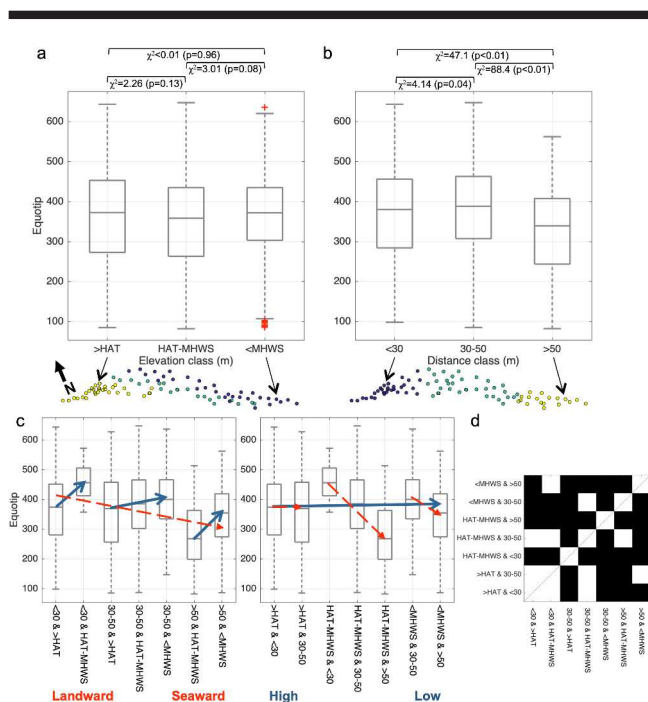 a
χ²<0.01 (p=0.96)
χ²=3.01 (p=0.08)
χ²=2.26 (p=0.13)
Equotip
600
500
400
300
200
100
>HAT HAT-MHWS <MHWS
Elevation class (m)
b
χ²=47.1 (p<0.01)
χ²=88.4 (p<0.01)
χ²=4.14 (p=0.04)
600
500
400
300
200
100
<30 30-50 >50
Distance class (m)
c
Equotip
600
500
400
300
200
100
<30 & >HAT
<30 & HAT-MHWS
30-50 & >HAT
30-50 & HAT-MHWS
30-50 & <MHWS
>50 & HAT-MHWS
>50 & <MHWS
Landward Seaward
600
500
400
300
200
100
>HAT & <30
>HAT & 30-50
HAT-MHWS & <30
HAT-MHWS & 30-50
HAT-MHWS & >50
<MHWS & 30-50
<MHWS & >50
High Low
d
<MHWS & >50
<MHWS & 30-50
HAT-MHWS & >50
HAT-MHWS & 30-50
HAT-MHWS & <30
>HAT & 30-50
>HAT & <30
<30 & >HAT
<30 & HAT-MHWS
30-50 & >HAT
30-50 & HAT-MHWS
30-50 & <MHWS
>50 & HAT-MHWS
>50 & <MHWS